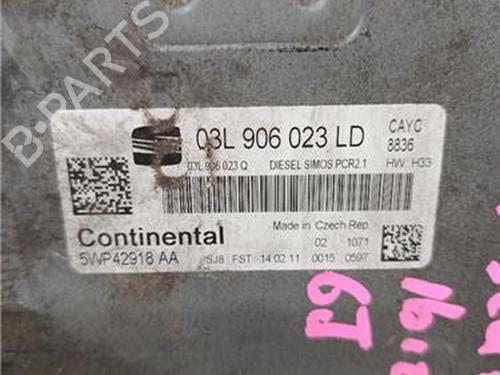 B-PARTS
03L 906 023 LD
CAYC
8836
03L 906 023 Q DIESEL SIMOS PCR2.1 HW H33
Made in Czech Rep
Continental
02 1071
5WP42918 AA SJ8 FST 14 02 11 0015 0597